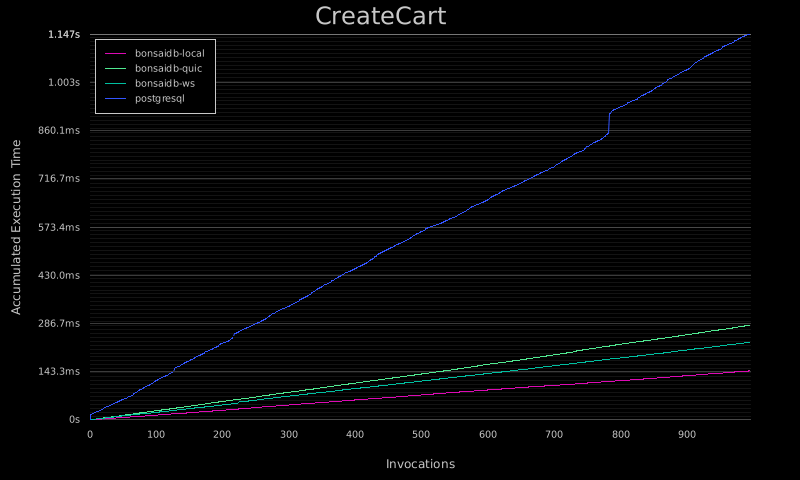 CreateCart
1.147s
1.003s
860.1ms
716.7ms
573.4ms
430.0ms
286.7ms
143.3ms
0s
Accumulated Execution Time
bonsaidb-local
bonsaidb-quic
bonsaidb-ws
postgresql
0 100 200 300 400 500 600 700 800 900
Invocations